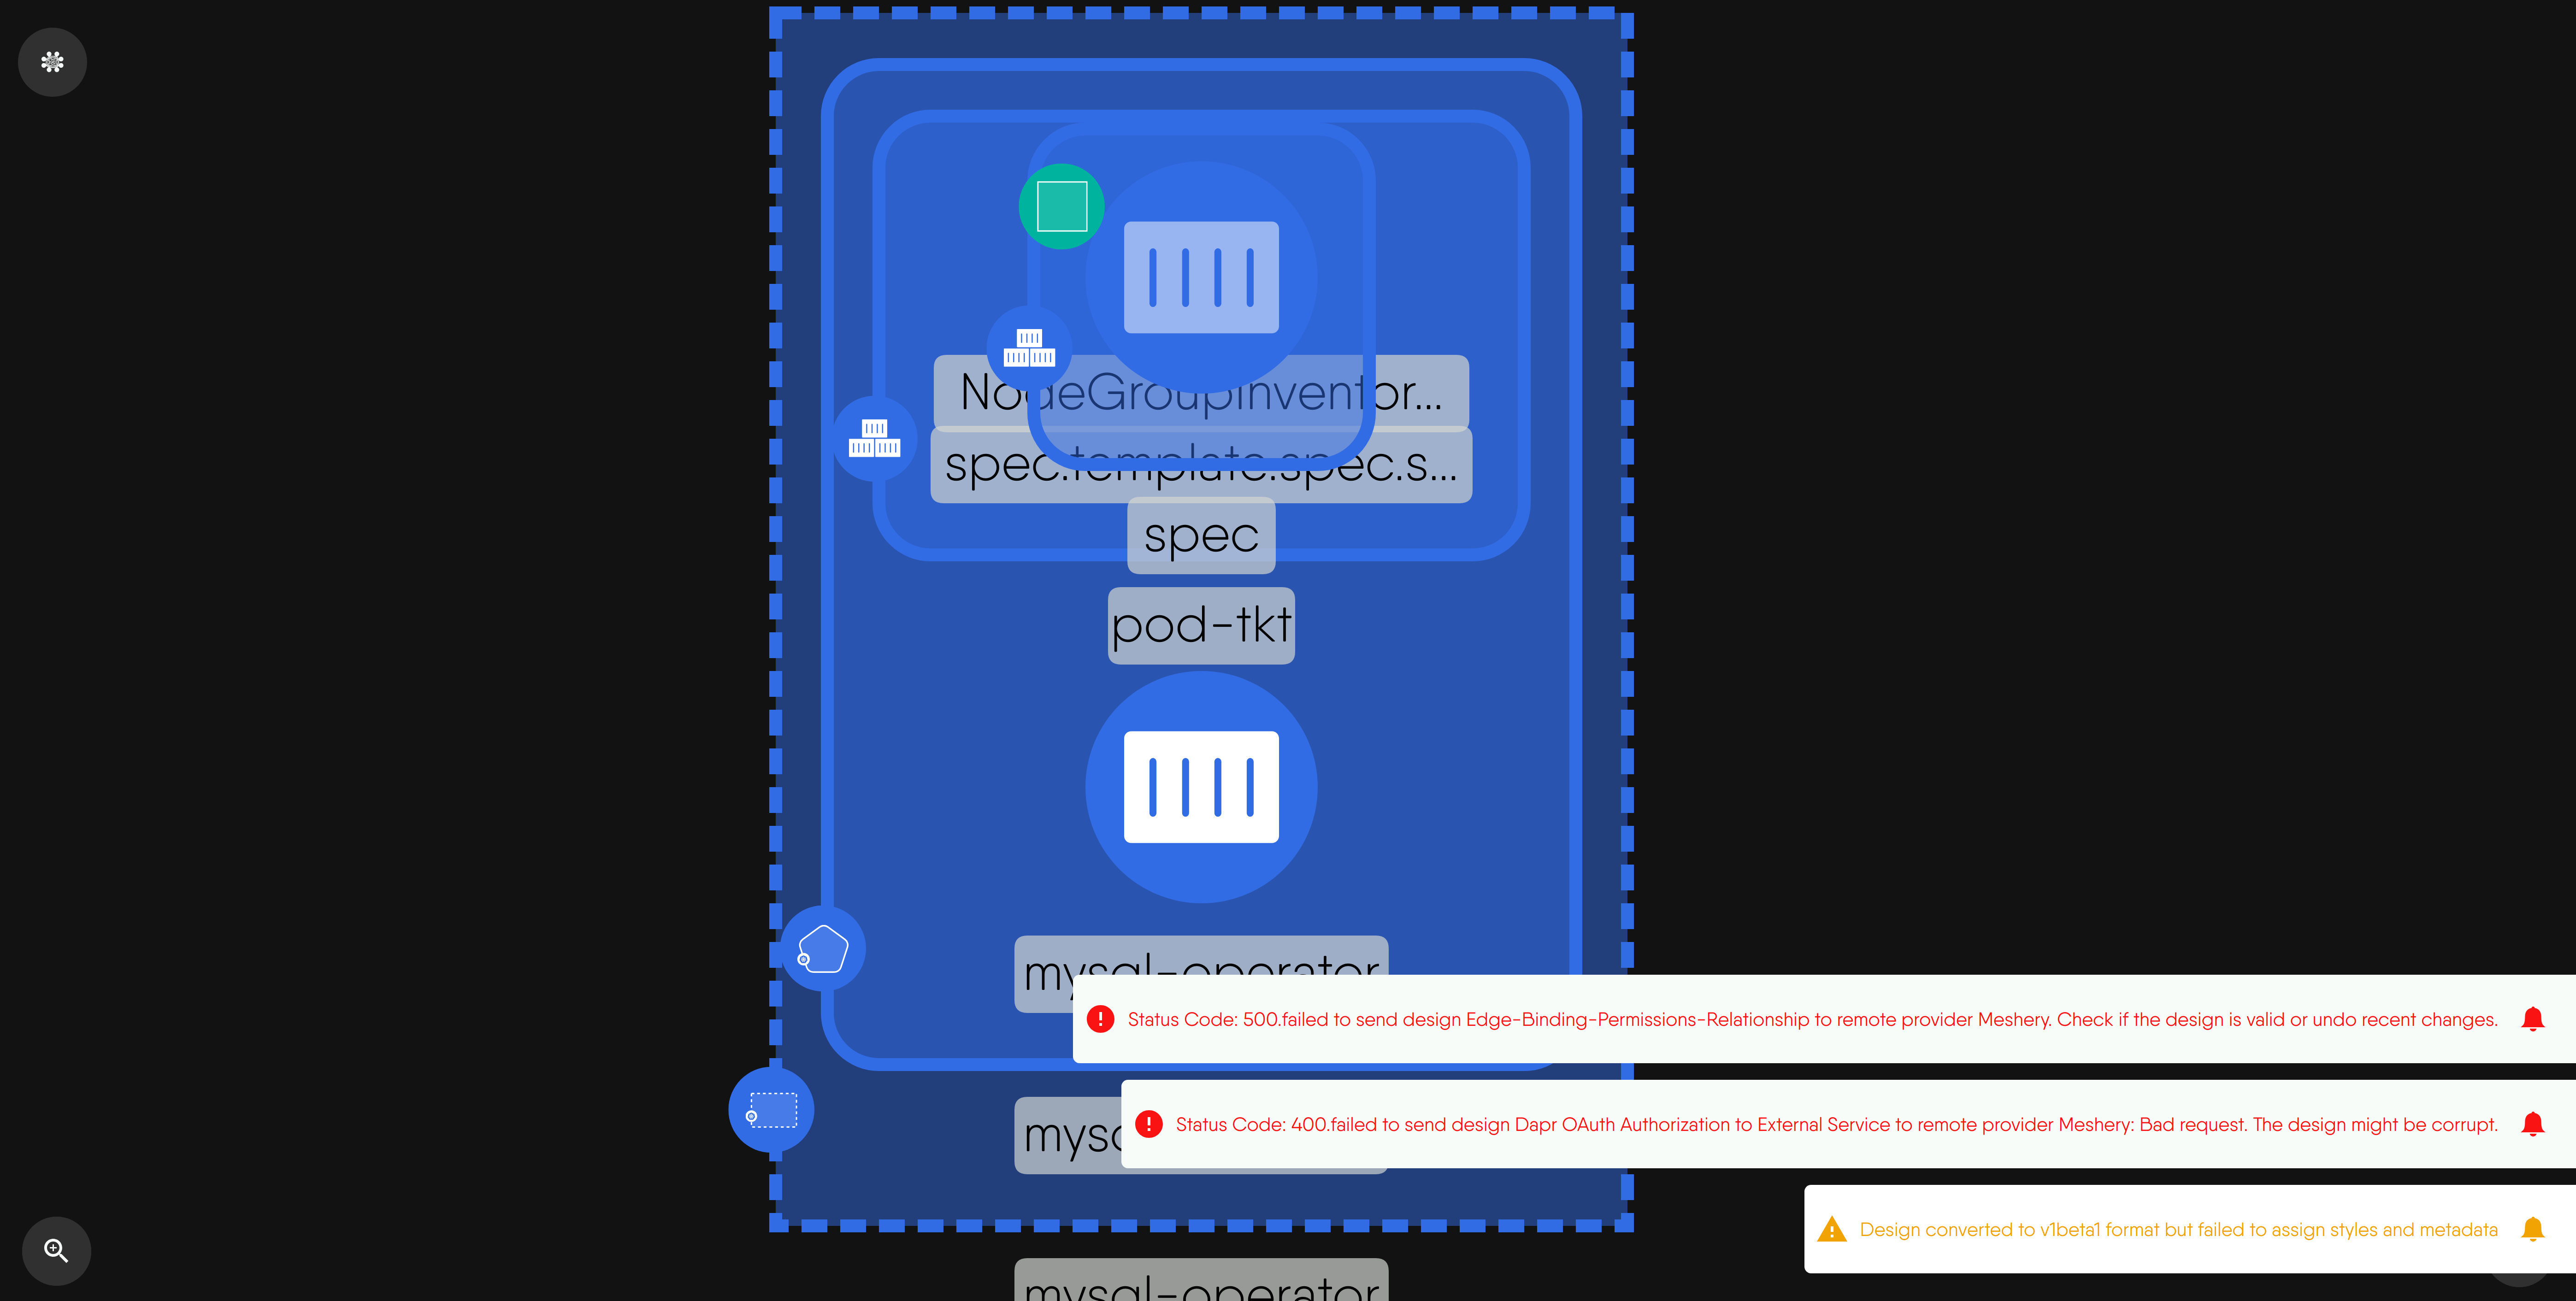 NodeGroupInventor...
spec.template.spec.s...
spec
pod-tkt
mysql-operator
Status Code: 500.failed to send design Edge-Binding-Permissions-Relationship to remote provider Meshery. Check if the design is valid or undo recent changes.
Status Code: 400.failed to send design Dapr OAuth Authorization to External Service to remote provider Meshery: Bad request. The design might be corrupt.
Design converted to v1beta1 format but failed to assign styles and metadata
mysql-operator